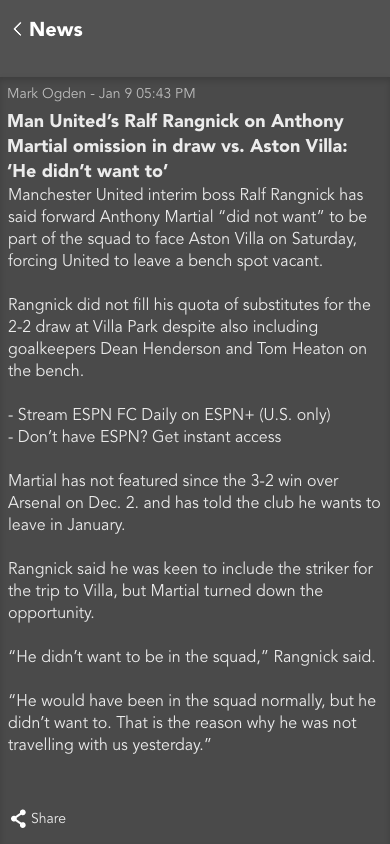 News
Mark Ogden - Jan 9 05:43 PM
Man United’s Ralf Rangnick on Anthony
Martial omission in draw vs. Aston Villa:
‘He didn’t want to’
Manchester United interim boss Ralf Rangnick has
said forward Anthony Martial “did not want” to be
part of the squad to face Aston Villa on Saturday,
forcing United to leave a bench spot vacant.
Rangnick did not fill his quota of substitutes for the
2-2 draw at Villa Park despite also including
goalkeepers Dean Henderson and Tom Heaton on
the bench.
- Stream ESPN FC Daily on ESPN+ (U.S. only)
- Don’t have ESPN? Get instant access
Martial has not featured since the 3-2 win over
Arsenal on Dec. 2. and has told the club he wants to
leave in January.
Rangnick said he was keen to include the striker for
the trip to Villa, but Martial turned down the
opportunity.
“He didn’t want to be in the squad,” Rangnick said.
“He would have been in the squad normally, but he
didn’t want to. That is the reason why he was not
travelling with us yesterday.”
Share